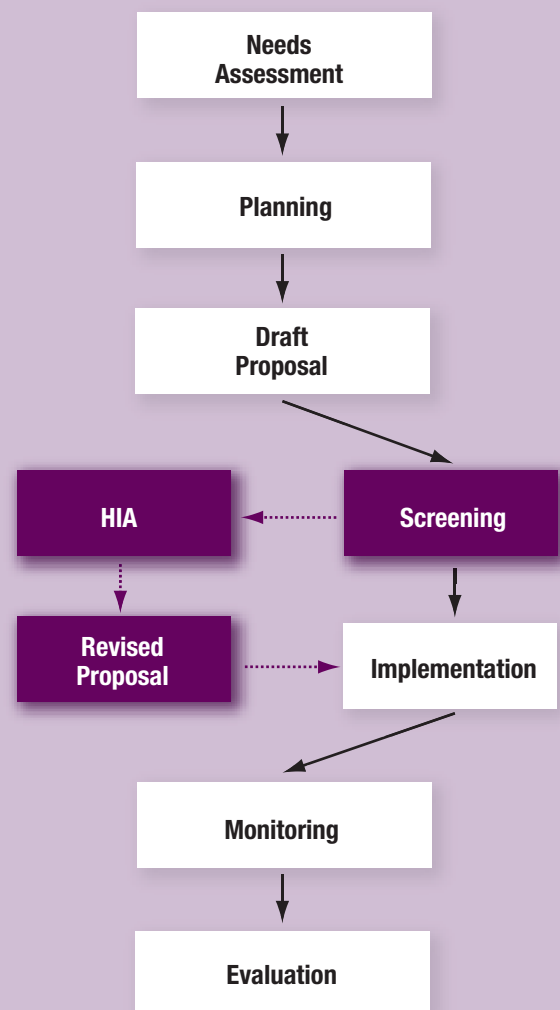 Needs
Assessment
Planning
Draft
Proposal
HIA
Screening
Revised
Proposal
Implementation
Monitoring
Evaluation